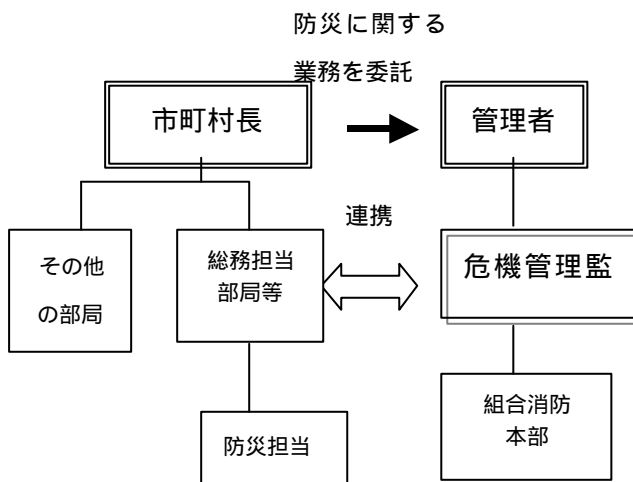 防災に関する
業務を委託
市町村長
管理者
連携
その他
の部局
総務担当
部局等
危機管理監
防災担当
組合消防
本部